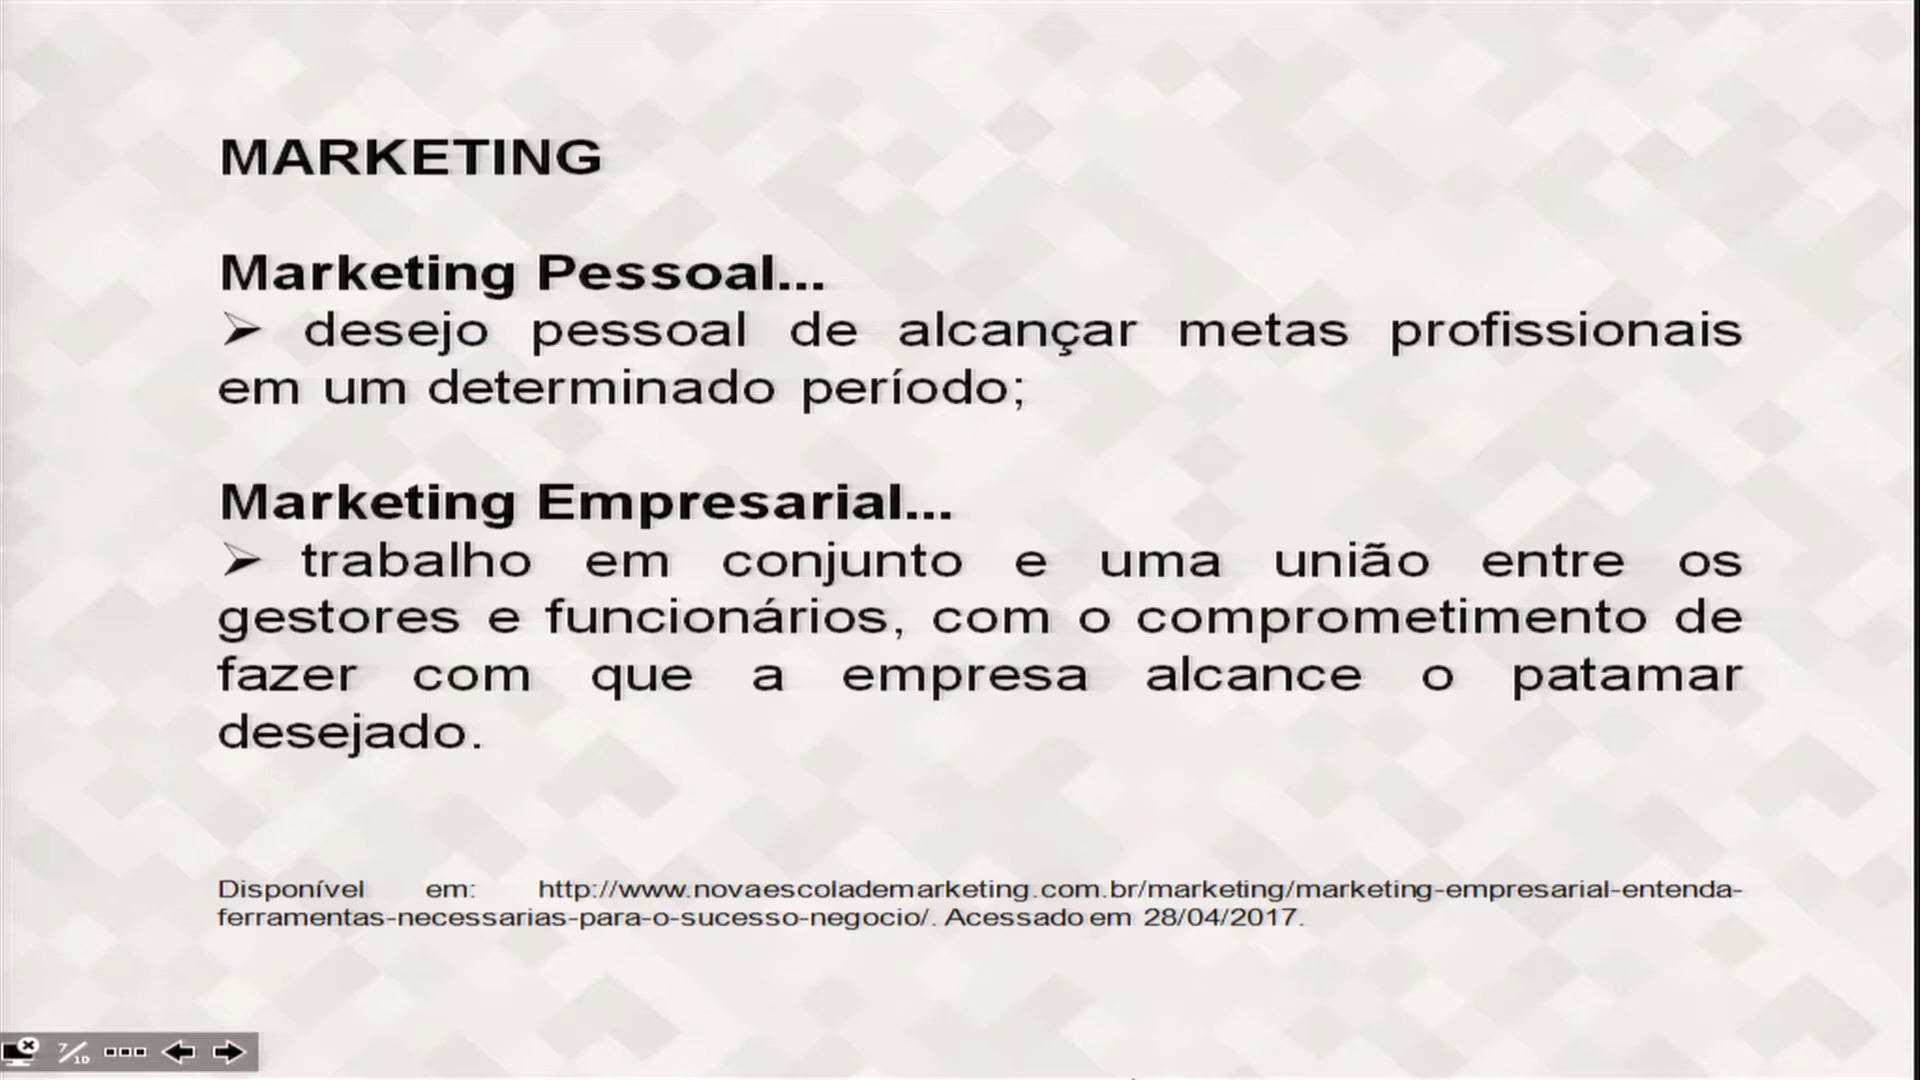 MARKETING
Marketing Pessoal...
➢ desejo pessoal de alcançar metas profissionais
em um determinado período;
Marketing Empresarial...
➢ trabalho em conjunto e uma união entre os
gestores e funcionários, com o comprometimento de
fazer com que a empresa alcance o patamar
desejado.
Disponível em: http://www.novaescolademarketing.com.br/marketing/marketing-empresarial-entenda-
ferramentas-necessarias-para-o-sucesso-negocio/. Acessado em 28/04/2017.
7/10